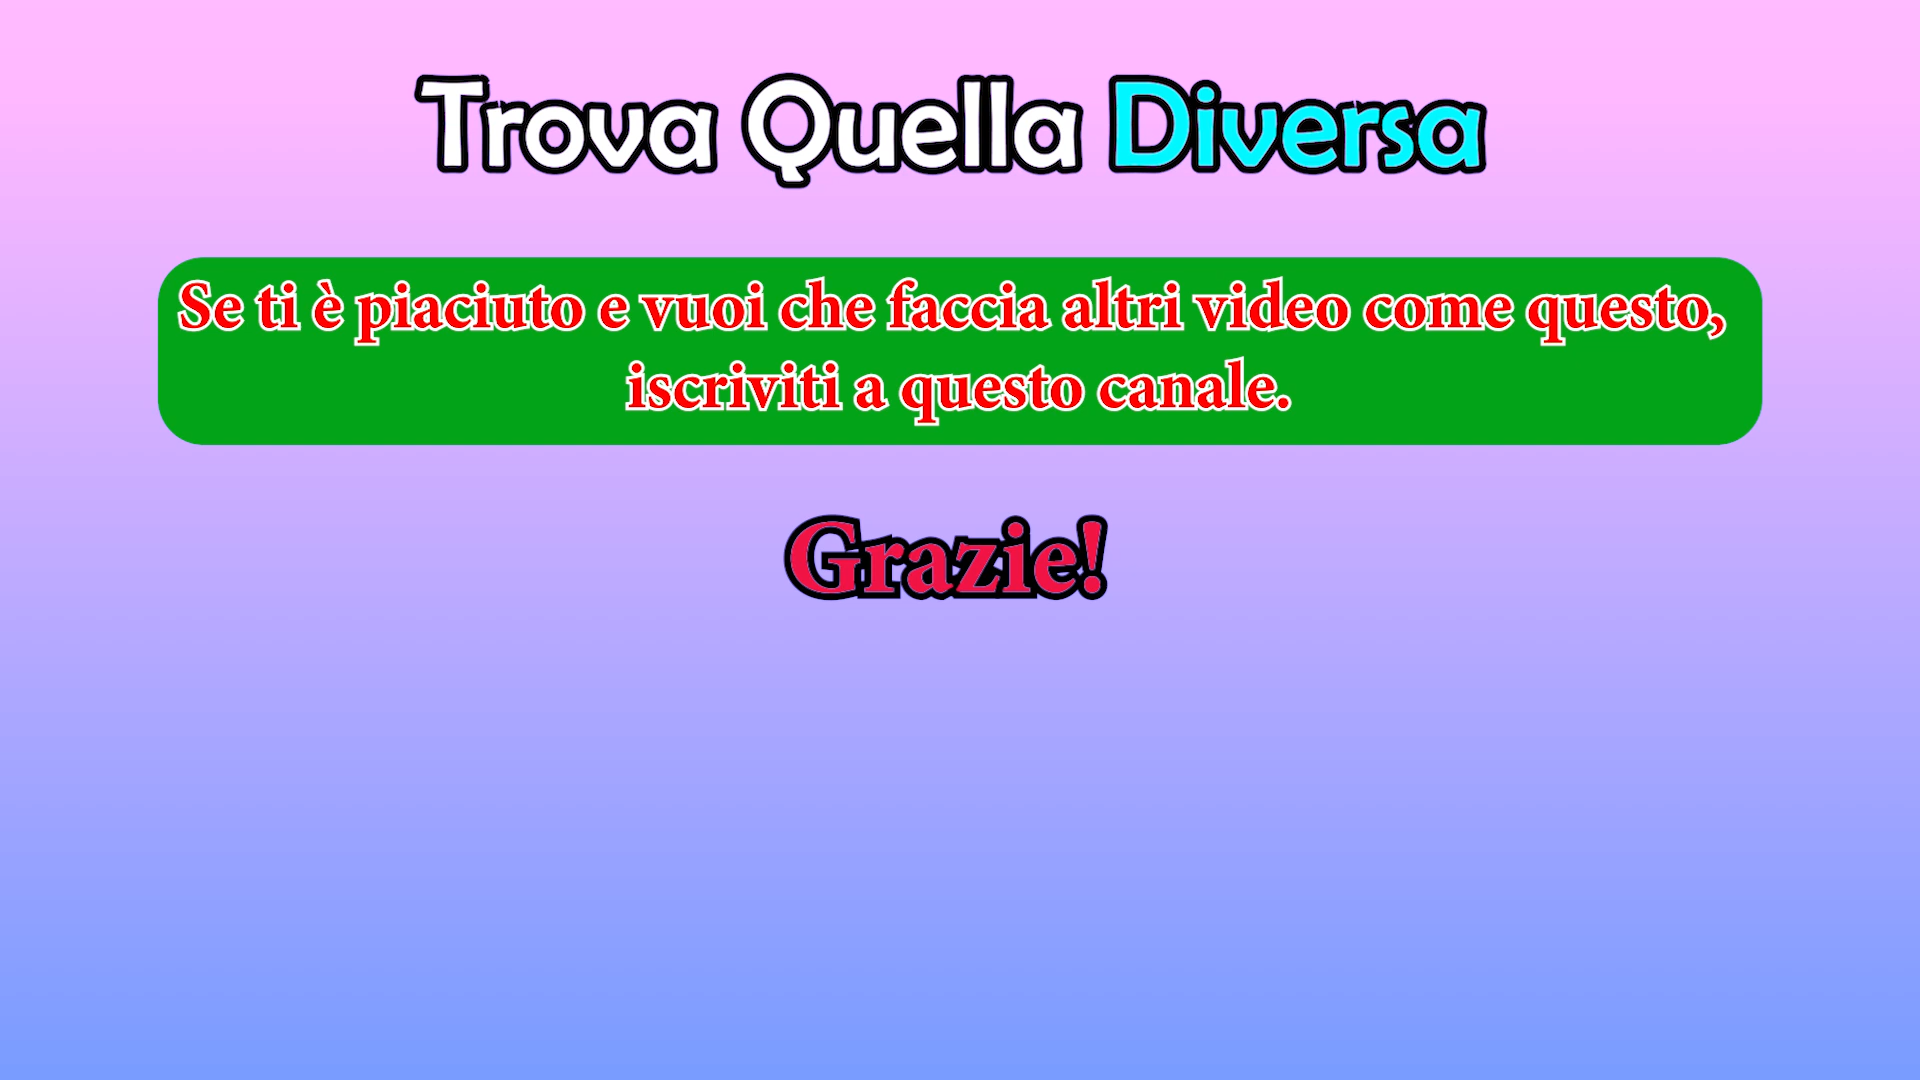 Trova Quella Diversa
Se ti è piaciuto e vuoi che faccia altri video come questo,
iscriviti a questo canale.
Grazie!